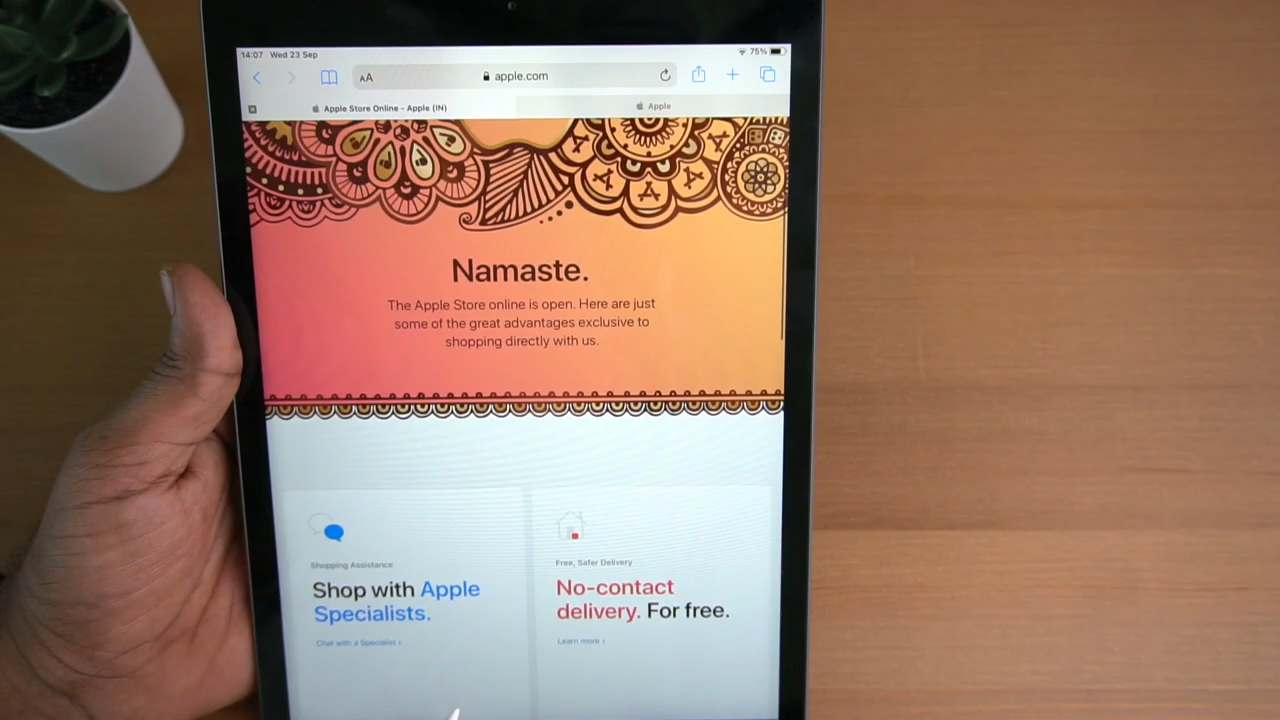 14:07 Wed 23 Sep
75%
AA
apple.com
Apple Store Online - Apple (IN)
Apple
Namaste.
The Apple Store online is open. Here are just
some of the great advantages exclusive to
shopping directly with us.
Shopping Assistance
Shop with Apple
Specialists.
Chat with a Specialist ›
Free, Safer Delivery
No-contact
delivery. For free.
Learn more ›